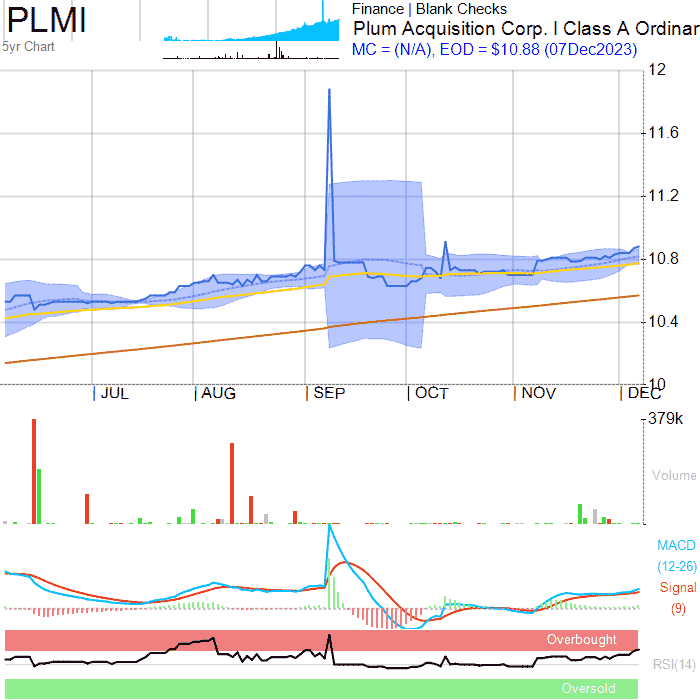 PLMI
5yr Chart
Finance | Blank Checks
Plum Acquisition Corp. I Class A Ordinar
MC = (N/A), EOD = $10.88 (07Dec2023)
12
11.6
11.2
10.8
10.4
10
JUL AUG SEP OCT NOV DEC
379k
Volume
MACD
(12-26)
Signal
(9)
Overbought
RSI(14)
Oversold